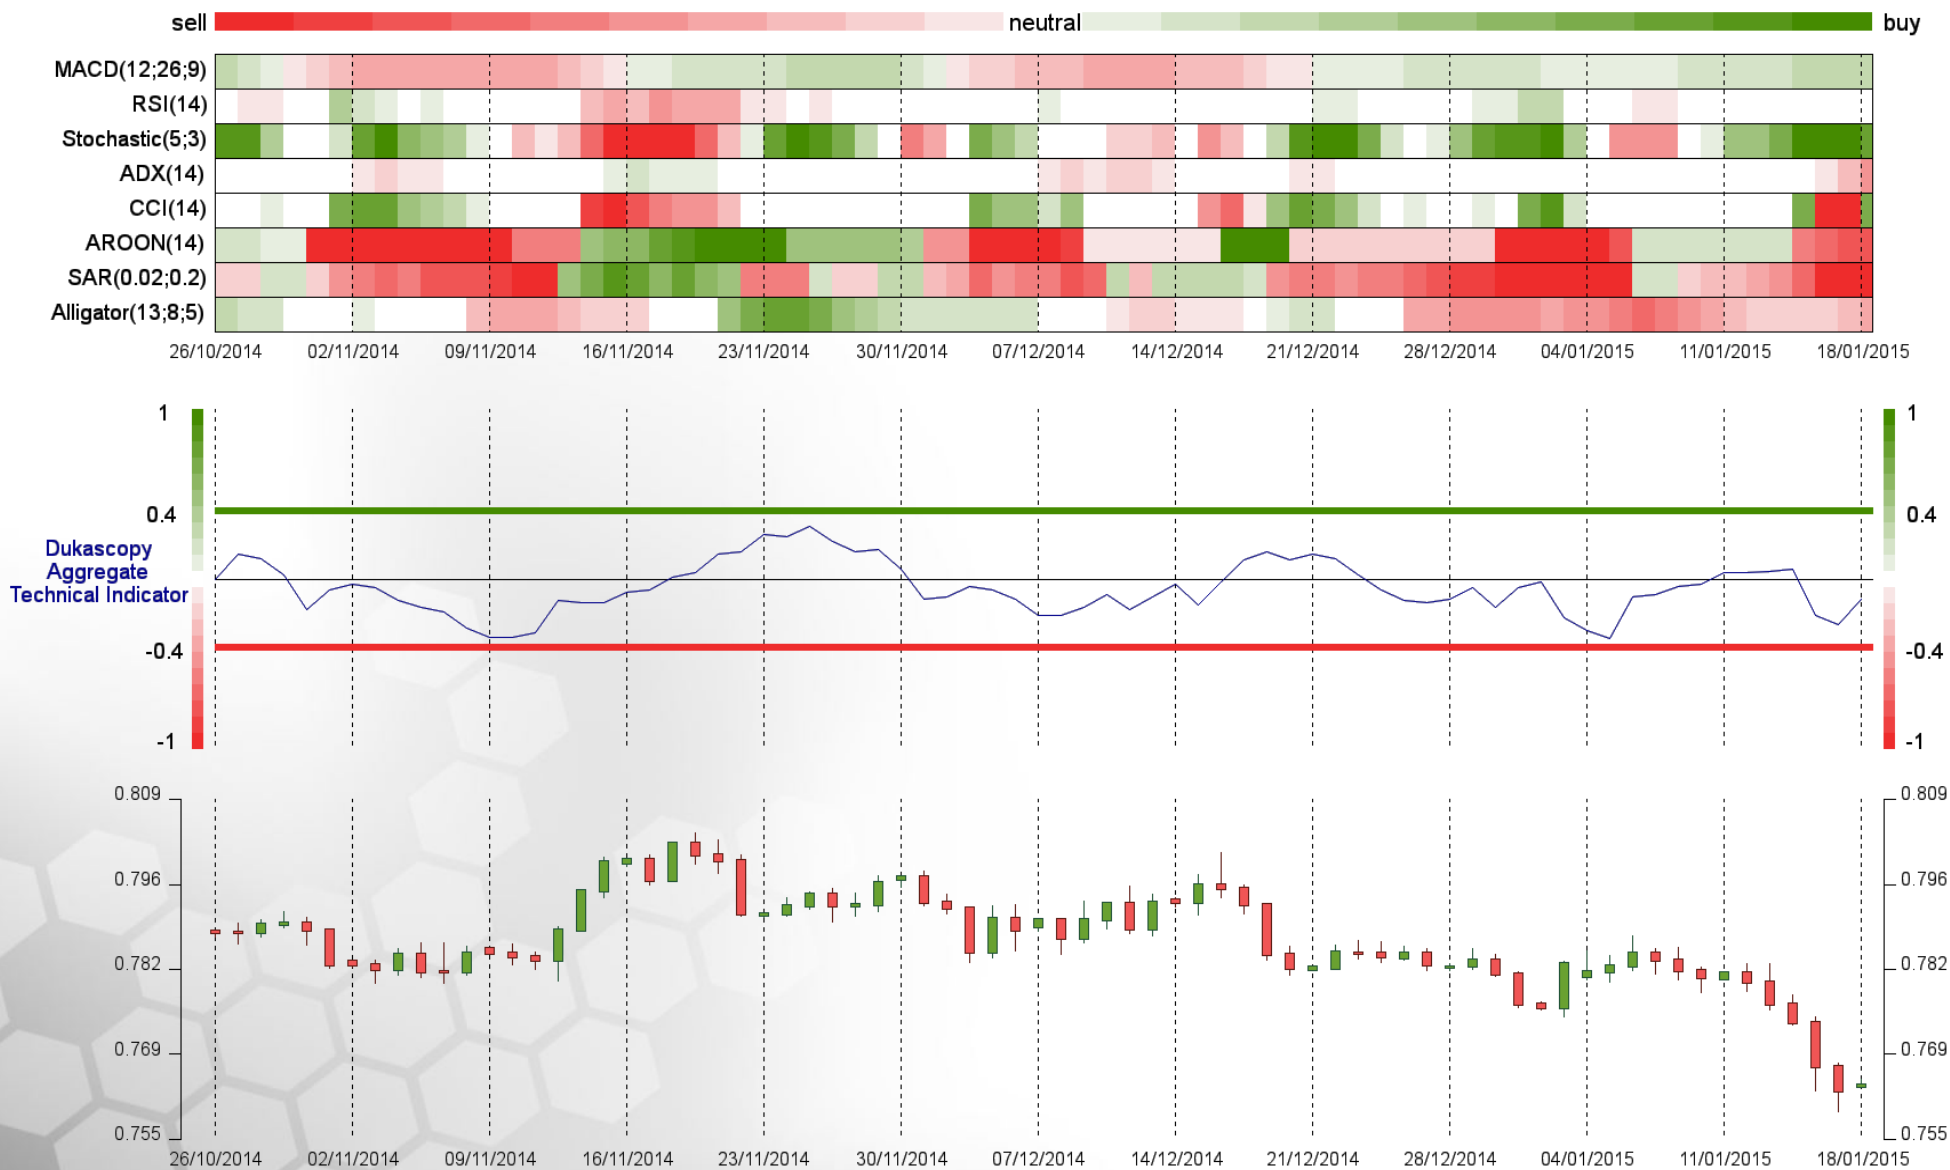 sell neutral buy
MACD(12;26;9)
RSI(14)
Stochastic(5;3)
ADX(14)
CCI(14)
AROON(14)
SAR(0.02;0.2)
Alligator(13;8;5)
26/10/2014 02/11/2014 09/11/2014 16/11/2014 23/11/2014 30/11/2014 07/12/2014 14/12/2014 21/12/2014 28/12/2014 04/01/2015 11/01/2015 18/01/2015
1 1
0.4 0.4
Dukascopy
Aggregate
Technical Indicator
-0.4 -0.4
-1 -1
0.809 0.809
0.796 0.796
0.782 0.782
0.769 0.769
0.755 0.755
26/10/2014 02/11/2014 09/11/2014 16/11/2014 23/11/2014 30/11/2014 07/12/2014 14/12/2014 21/12/2014 28/12/2014 04/01/2015 11/01/2015 18/01/2015